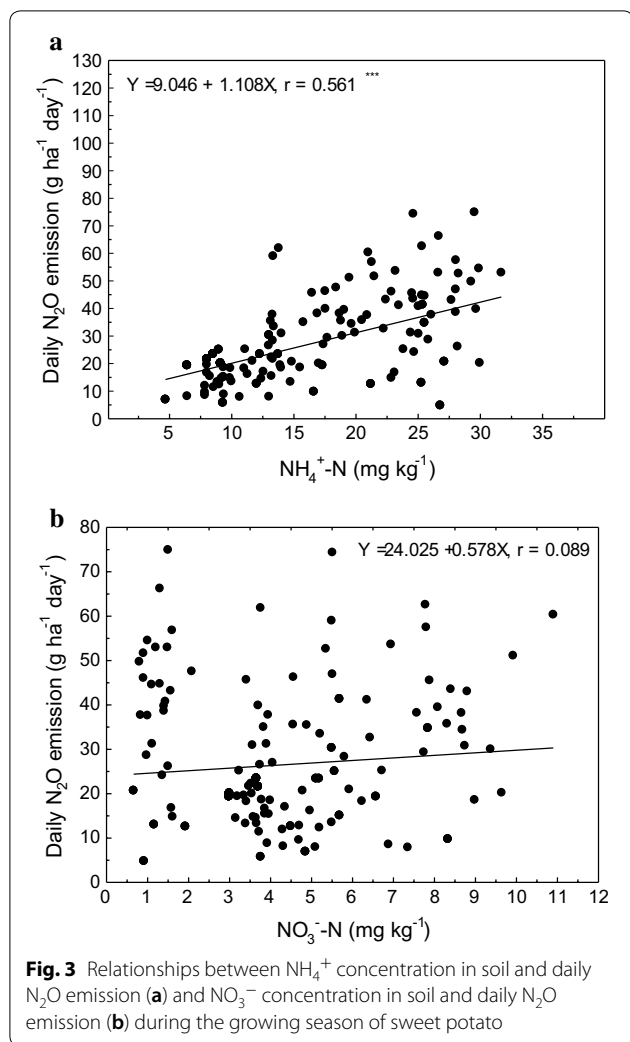 a
Y =9.046 + 1.108X, r = 0.561 ***
Daily N₂O emission (g ha⁻¹ day⁻¹)
130
120
110
100
90
80
70
60
50
40
30
20
10
0
5 10 15 20 25 30 35
NH₄⁺-N (mg kg⁻¹)
b
Y =24.025 +0.578X, r = 0.089
Daily N₂O emission (g ha⁻¹ day⁻¹)
80
70
60
50
40
30
20
10
0
0 1 2 3 4 5 6 7 8 9 10 11 12
NO₃⁻-N (mg kg⁻¹)
Fig. 3 Relationships between NH₄⁺ concentration in soil and daily
N₂O emission (a) and NO₃⁻ concentration in soil and daily N₂O
emission (b) during the growing season of sweet potato